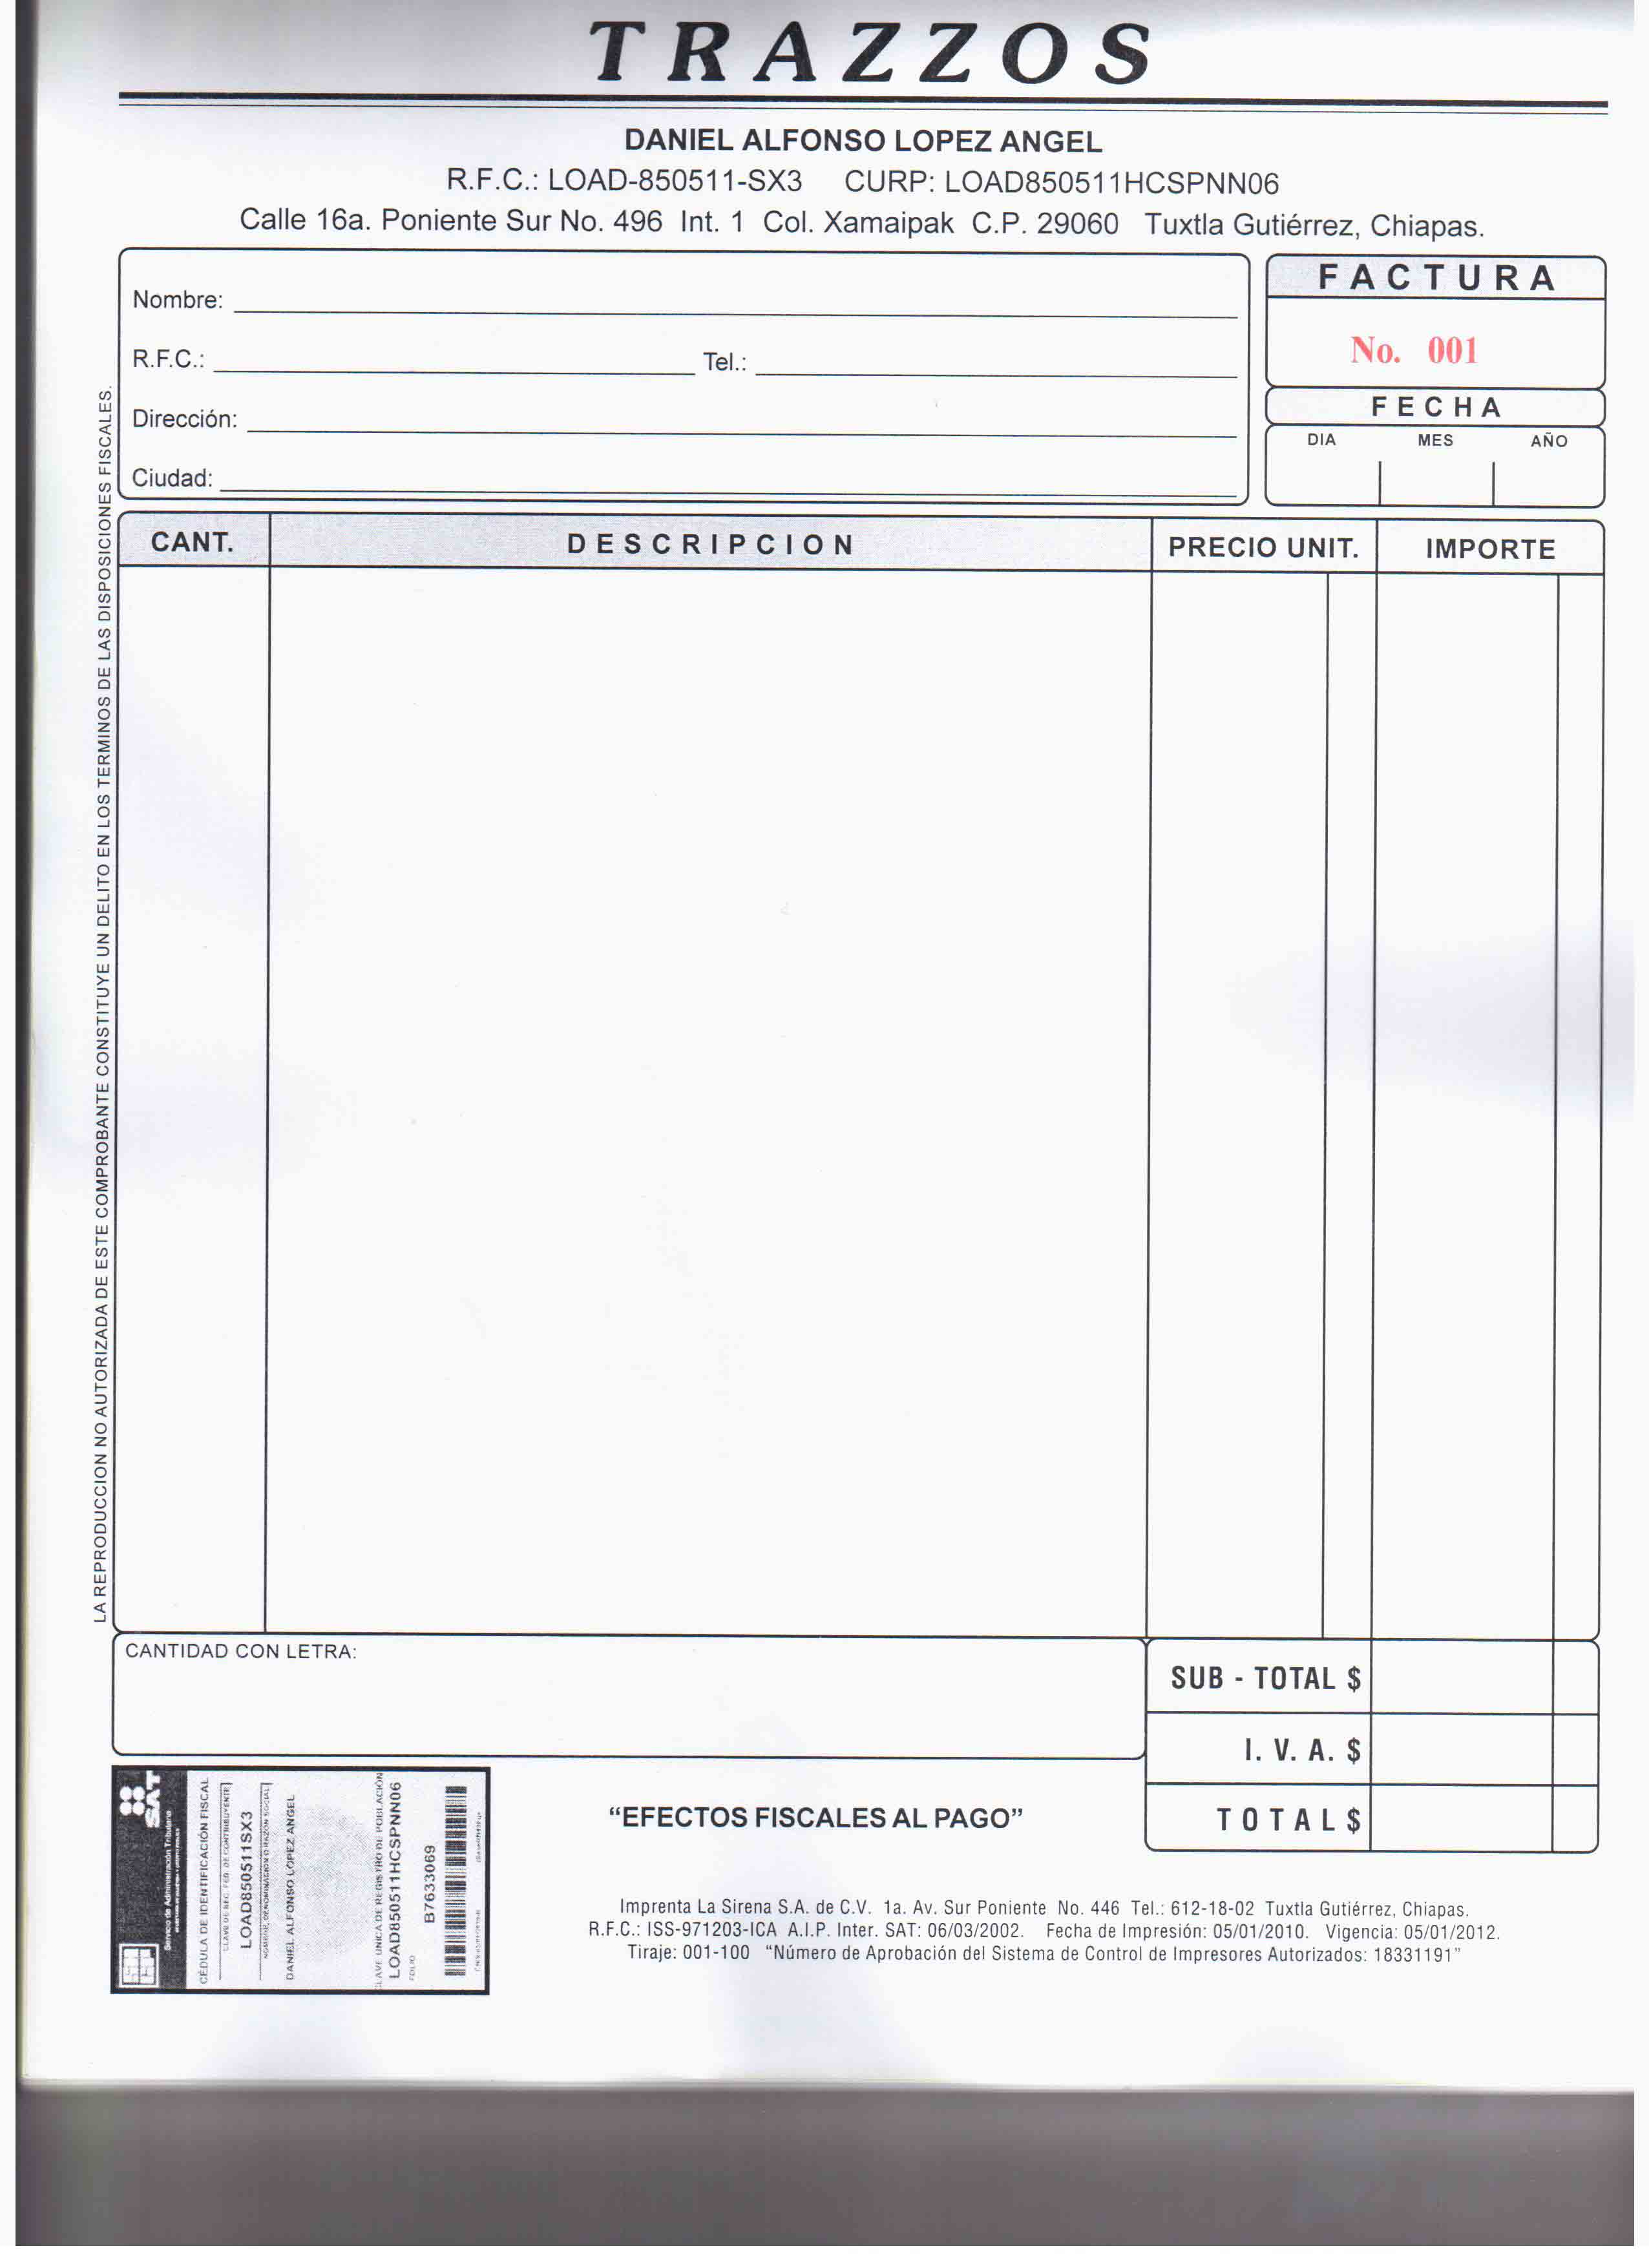 TRAZZOS
DANIEL ALFONSO LOPEZ ANGEL
R.F.C.: LOAD-850511-SX3 CURP: LOAD850511HCSPNN06
Calle 16a. Poniente Sur No. 496 Int. 1 Col. Xamaipak C.P. 29060 Tuxtla Gutiérrez, Chiapas.
Nombre:
R.F.C.: Tel.:
Dirección:
Ciudad:
FACTURA
No. 001
FECHA
DIA MES AÑO
CANT. DESCRIPCION PRECIO UNIT. IMPORTE
LA REPRODUCCION NO AUTORIZADA DE ESTE COMPROBANTE CONSTITUYE UN DELITO EN LOS TERMINOS DE LAS DISPOSICIONES FISCALES.
CANTIDAD CON LETRA:
SUB - TOTAL $
I. V. A. $
TOTAL $
SAT
Servicio de Administración Tributaria
CÉDULA DE IDENTIFICACIÓN FISCAL
CLAVE DE REG. FED. DE CONTRIBUYENTE
LOAD850511SX3
NOMBRE, DENOMINACION O RAZON SOCIAL
DANIEL ALFONSO LOPEZ ANGEL
CLAVE UNICA DE REGISTRO DE POBLACIÓN
LOAD850511HCSPNN06
FOLIO
B7633069
“EFECTOS FISCALES AL PAGO”
Imprenta La Sirena S.A. de C.V. 1a. Av. Sur Poniente No. 446 Tel.: 612-18-02 Tuxtla Gutiérrez, Chiapas.
R.F.C.: ISS-971203-ICA A.I.P. Inter. SAT: 06/03/2002. Fecha de Impresión: 05/01/2010. Vigencia: 05/01/2012.
Tiraje: 001-100 “Número de Aprobación del Sistema de Control de Impresores Autorizados: 18331191”